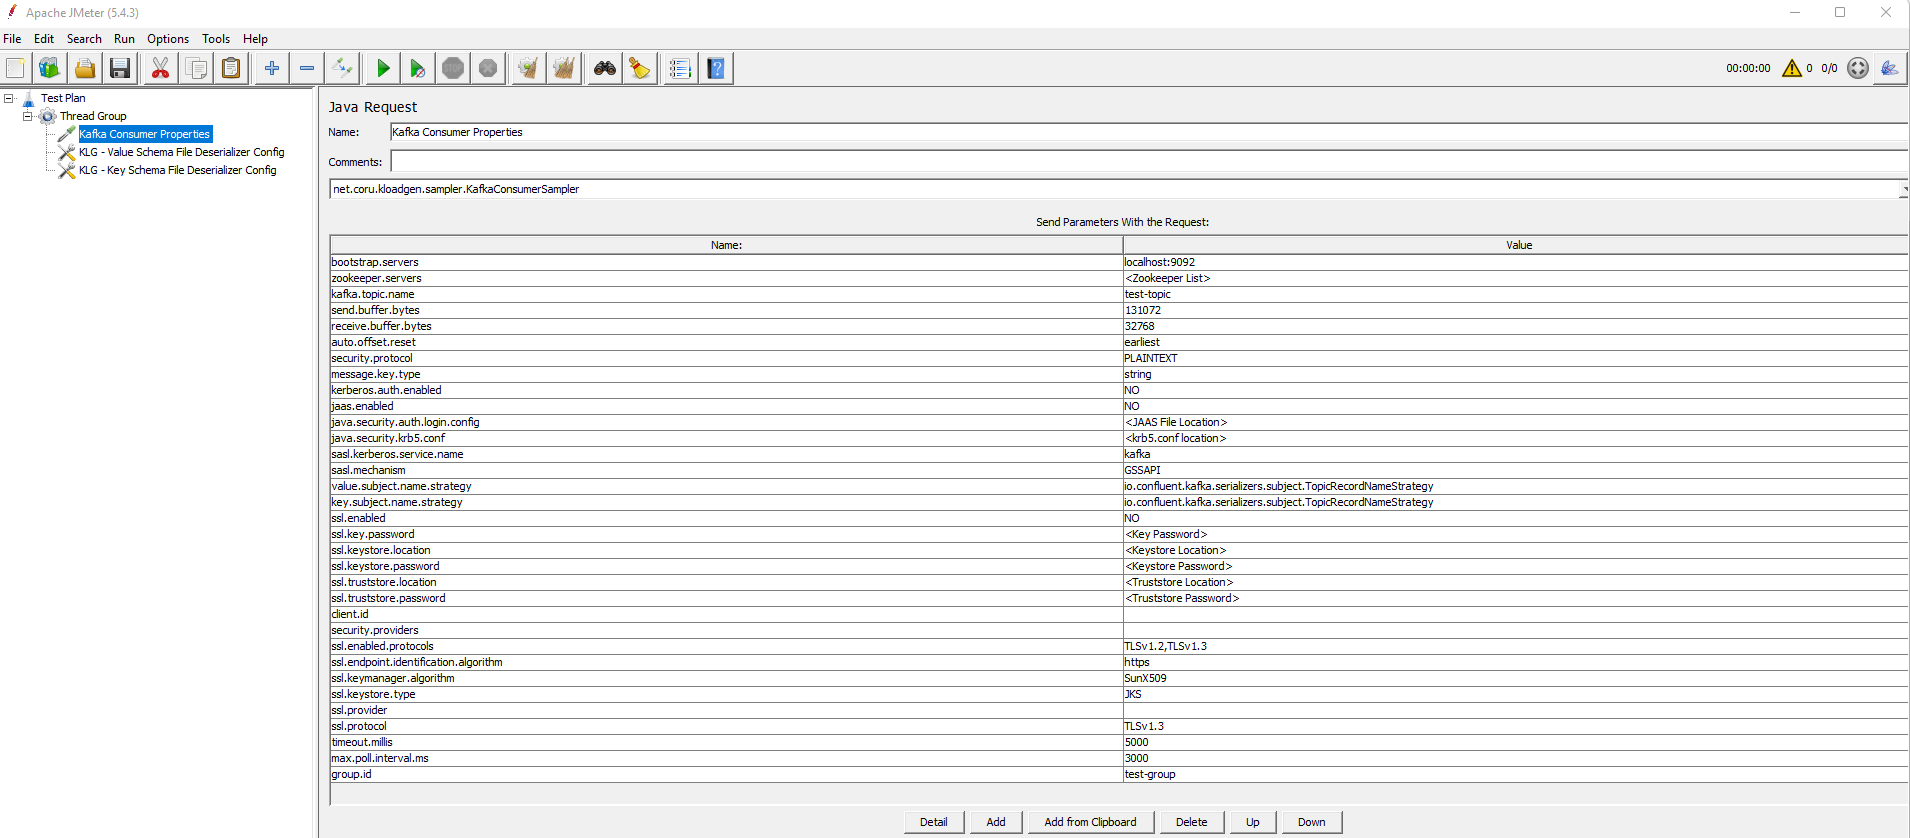 Apache JMeter (5.4.3)
File Edit Search Run Options Tools Help
STOP 00:00:00 0 0/0
Test Plan
Thread Group
Kafka Consumer Properties
KLG - Value Schema File Deserializer Config
KLG - Key Schema File Deserializer Config
Java Request
Name: Kafka Consumer Properties
Comments:
net.coru.kloadgen.sampler.KafkaConsumerSampler
Send Parameters With the Request:
Name: Value
bootstrap.servers localhost:9092
zookeeper.servers <Zookeeper List>
kafka.topic.name test-topic
send.buffer.bytes 131072
receive.buffer.bytes 32768
auto.offset.reset earliest
security.protocol PLAINTEXT
message.key.type string
kerberos.auth.enabled NO
jaas.enabled NO
java.security.auth.login.config <JAAS File Location>
java.security.krb5.conf <krb5.conf location>
sasl.kerberos.service.name kafka
sasl.mechanism GSSAPI
value.subject.name.strategy io.confluent.kafka.serializers.subject.TopicRecordNameStrategy
key.subject.name.strategy io.confluent.kafka.serializers.subject.TopicRecordNameStrategy
ssl.enabled NO
ssl.key.password <Key Password>
ssl.keystore.location <Keystore Location>
ssl.keystore.password <Keystore Password>
ssl.truststore.location <Truststore Location>
ssl.truststore.password <Truststore Password>
client.id
security.providers
ssl.enabled.protocols TLSv1.2,TLSv1.3
ssl.endpoint.identification.algorithm https
ssl.keymanager.algorithm SunX509
ssl.keystore.type JKS
ssl.provider
ssl.protocol TLSv1.3
timeout.millis 5000
max.poll.interval.ms 3000
group.id test-group
Detail Add Add from Clipboard Delete Up Down